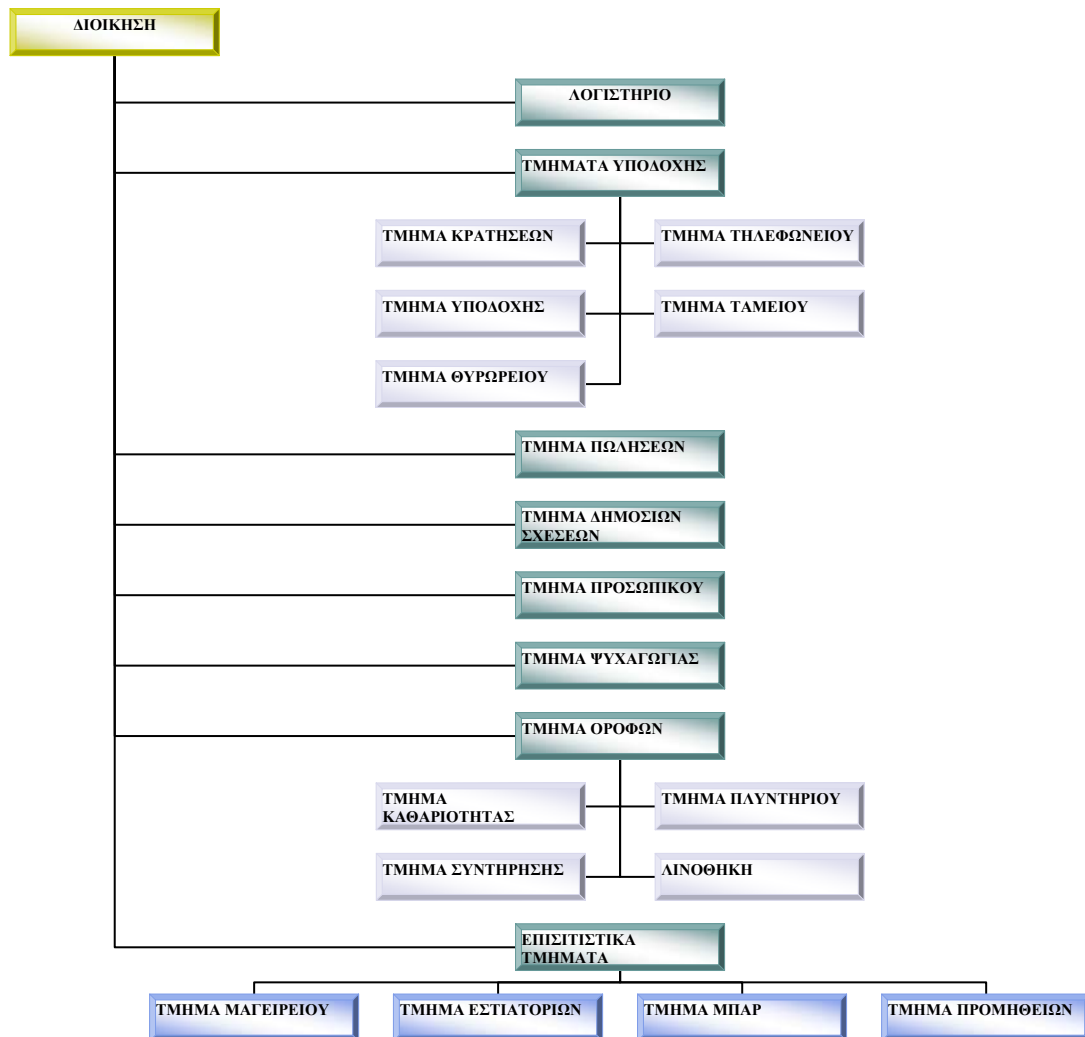 ΔΙΟΙΚΗΣΗ
ΛΟΓΙΣΤΗΡΙΟ
ΤΜΗΜΑΤΑ ΥΠΟΔΟΧΗΣ
ΤΜΗΜΑ ΚΡΑΤΗΣΕΩΝ
ΤΜΗΜΑ ΤΗΛΕΦΩΝΕΙΟΥ
ΤΜΗΜΑ ΥΠΟΔΟΧΗΣ
ΤΜΗΜΑ ΤΑΜΕΙΟΥ
ΤΜΗΜΑ ΘΥΡΩΡΕΙΟΥ
ΤΜΗΜΑ ΠΩΛΗΣΕΩΝ
ΤΜΗΜΑ ΔΗΜΟΣΙΩΝ
ΣΧΕΣΕΩΝ
ΤΜΗΜΑ ΠΡΟΣΩΠΙΚΟΥ
ΤΜΗΜΑ ΨΥΧΑΓΩΓΙΑΣ
ΤΜΗΜΑ ΟΡΟΦΩΝ
ΤΜΗΜΑ
ΚΑΘΑΡΙΟΤΗΤΑΣ
ΤΜΗΜΑ ΠΛΥΝΤΗΡΙΟΥ
ΤΜΗΜΑ ΣΥΝΤΗΡΗΣΗΣ
ΛΙΝΟΘΗΚΗ
ΕΠΙΣΙΤΙΣΤΙΚΑ
ΤΜΗΜΑΤΑ
ΤΜΗΜΑ ΜΑΓΕΙΡΕΙΟΥ
ΤΜΗΜΑ ΕΣΤΙΑΤΟΡΙΩΝ
ΤΜΗΜΑ ΜΠΑΡ
ΤΜΗΜΑ ΠΡΟΜΗΘΕΙΩΝ